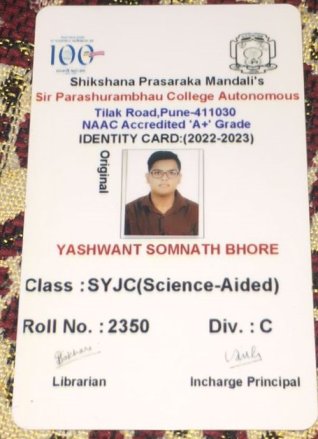 100
Shikshana Prasaraka Mandali's
Sir Parashurambhau College Autonomous
Tilak Road,Pune-411030
NAAC Accredited 'A+' Grade
IDENTITY CARD:(2022-2023)
Original
YASHWANT SOMNATH BHORE
Class :SYJC(Science-Aided)
Roll No. : 2350 Div. : C
Librarian Incharge Principal